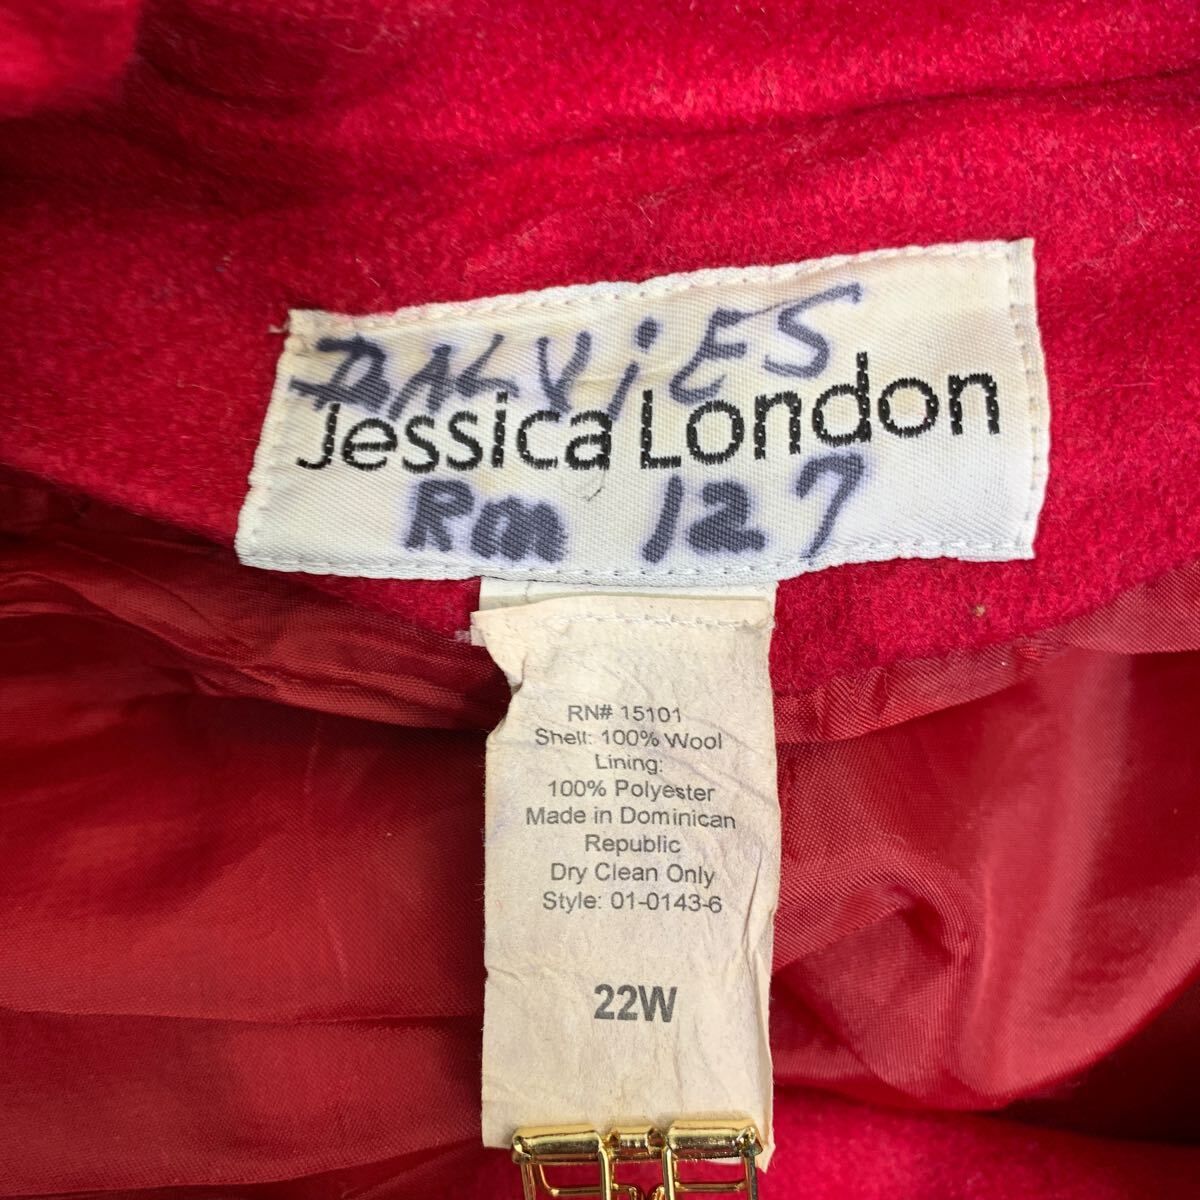 DALVIES
Jessica London
Rm 127
RN# 15101
Shell: 100% Wool
Lining:
100% Polyester
Made in Dominican
Republic
Dry Clean Only
Style: 01-0143-6
22W